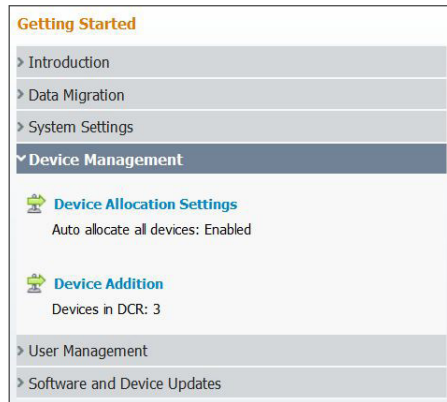 Getting Started
Introduction
Data Migration
System Settings
Device Management
Device Allocation Settings
Auto allocate all devices: Enabled
Device Addition
Devices in DCR: 3
User Management
Software and Device Updates